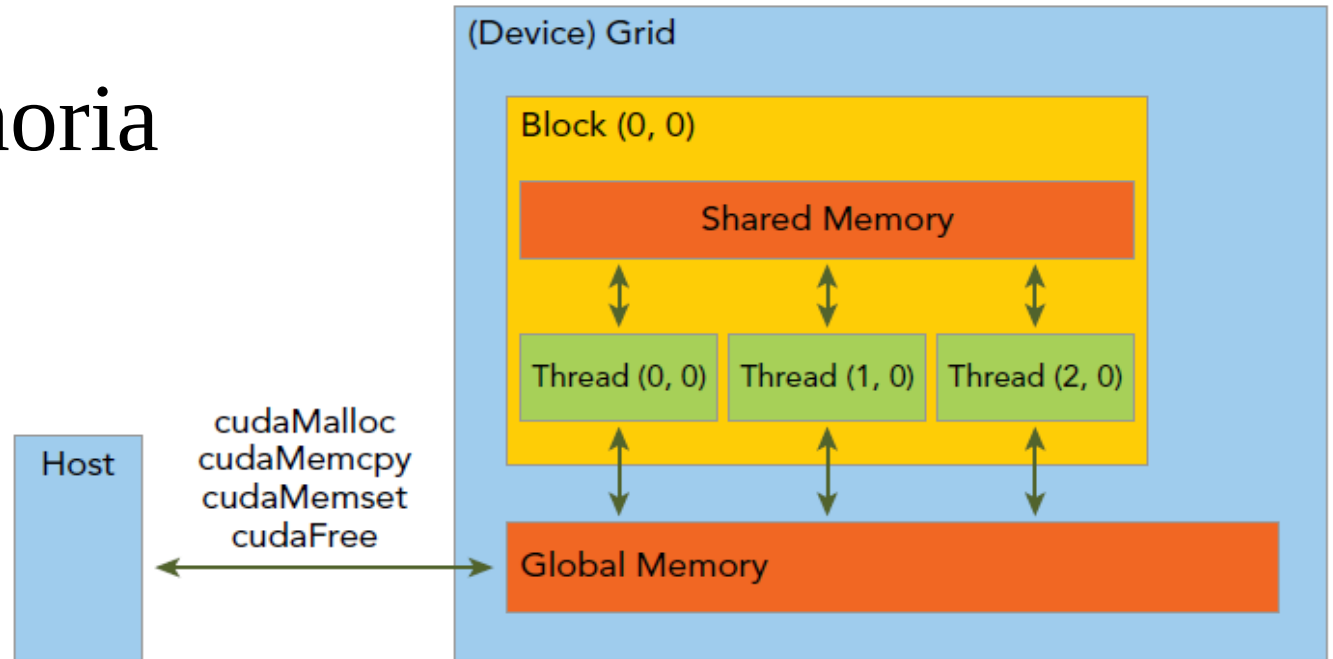 oria
(Device) Grid
Block (0, 0)
Shared Memory
Thread (0, 0) Thread (1, 0) Thread (2, 0)
cudaMalloc
cudaMemcpy
cudaMemset
cudaFree
Host
Global Memory